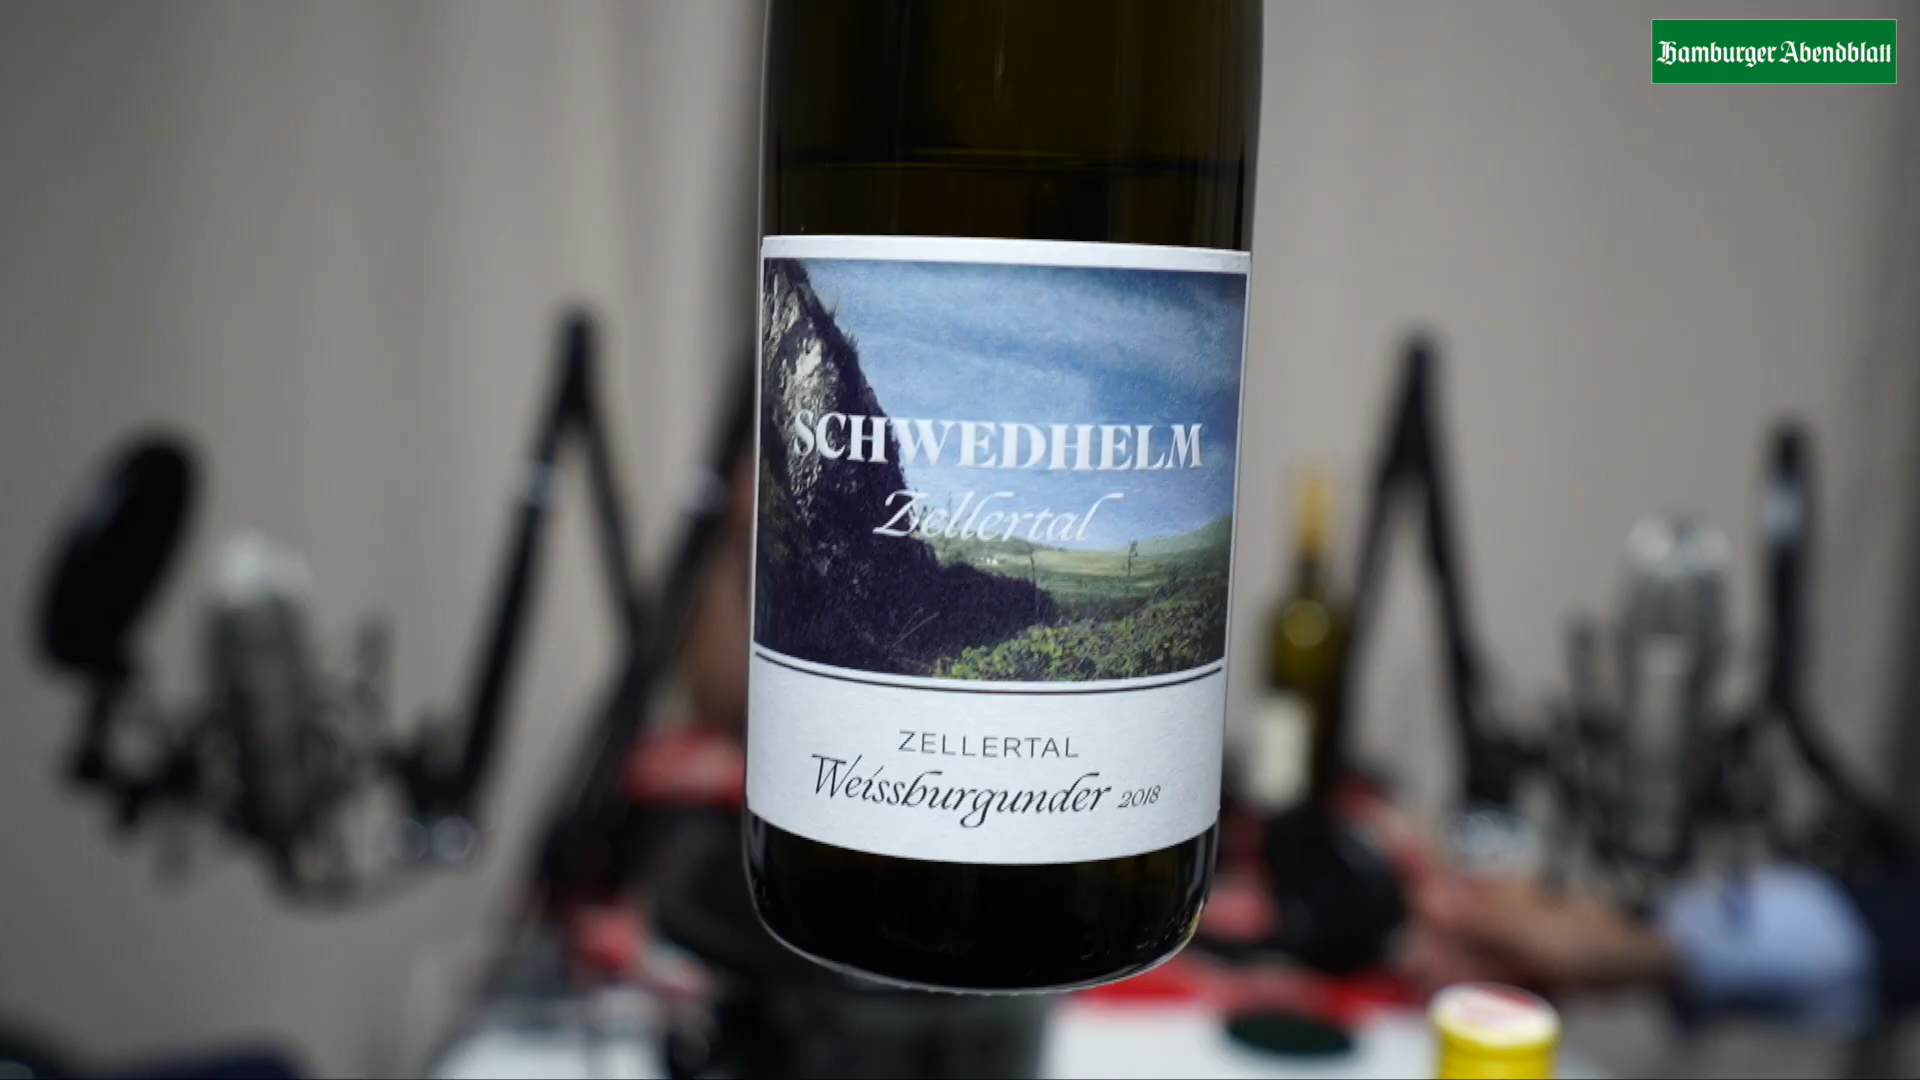 Hamburger Abendblatt
SCHWEDHELM
Zellertal
ZELLERTAL
Weissburgunder 2018